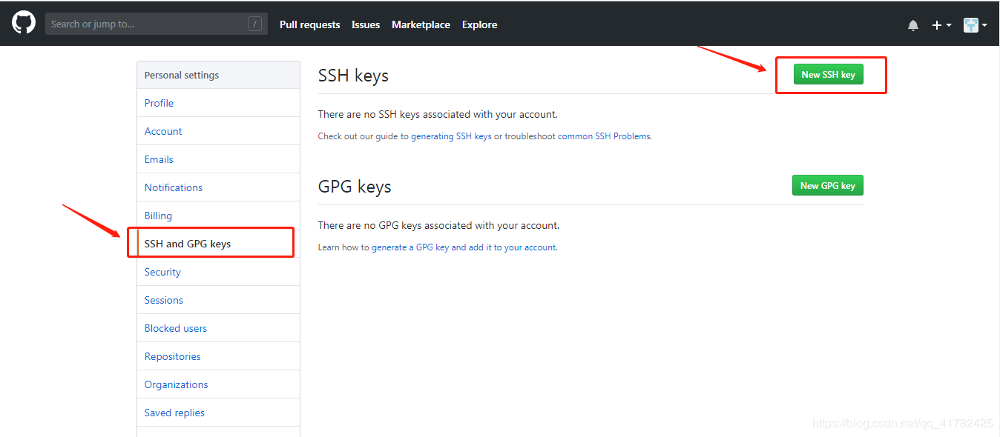 Search or jump to... /
Pull requests Issues Marketplace Explore
Personal settings
Profile
Account
Emails
Notifications
Billing
SSH and GPG keys
Security
Sessions
Blocked users
Repositories
Organizations
Saved replies
SSH keys
New SSH key
There are no SSH keys associated with your account.
Check out our guide to generating SSH keys or troubleshoot common SSH Problems.
GPG keys
New GPG key
There are no GPG keys associated with your account.
Learn how to generate a GPG key and add it to your account.
https://blog.csdn.net/qq_41782425